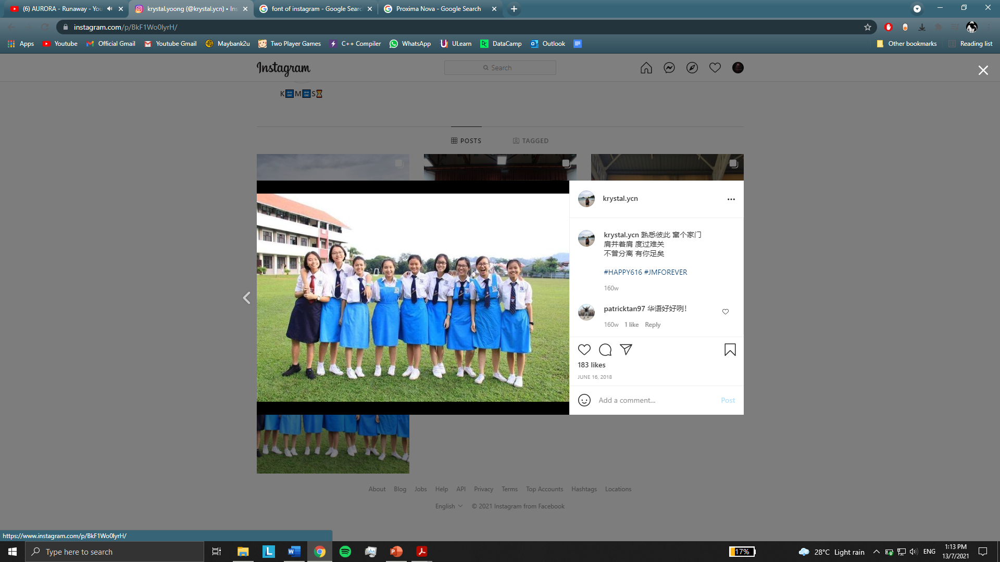 (6) AURORA - Runaway - You
krystal.yoong (@krystal.ycn) • Ins
font of instagram - Google Searc
Proxima Nova - Google Search
instagram.com/p/BkF1Wo0lyrH/
Apps
Youtube
Official Gmail
Youtube Gmail
Maybank2u
Two Player Games
C++ Compiler
WhatsApp
ULearn
DataCamp
Outlook
Other bookmarks
Reading list
Instagram
Search
K M S
POSTS
TAGGED
krystal.ycn
krystal.ycn 熟悉彼此 窜个家门
肩并着肩 度过难关
不曾分离 有你足矣
#HAPPY616 #JMFOREVER
160w
patricktan97 华语好好咧！
160w 1 like Reply
183 likes
JUNE 16, 2018
Add a comment... Post
About Blog Jobs Help API Privacy Terms Top Accounts Hashtags Locations
English © 2021 Instagram from Facebook
https://www.instagram.com/p/BkF1Wo0lyrH/
Type here to search
17%
28°C Light rain
ENG
1:13 PM
13/7/2021